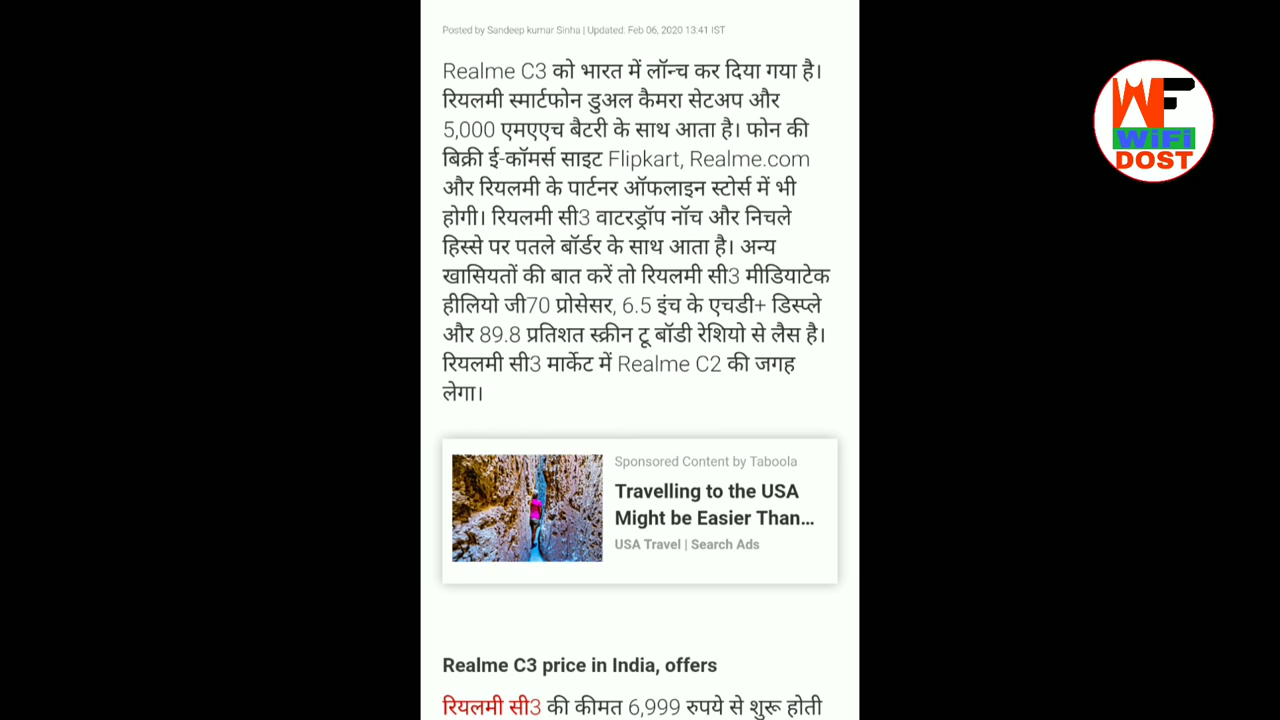 Posted by Sandeep kumar Sinha | Updated: Feb 06, 2020 13:41 IST
Realme C3 को भारत में लॉन्च कर दिया गया है।
रियलमी स्मार्टफोन डुअल कैमरा सेटअप और
5,000 एमएएच बैटरी के साथ आता है। फोन की
बिक्री ई-कॉमर्स साइट Flipkart, Realme.com
और रियलमी के पार्टनर ऑफलाइन स्टोर्स में भी
होगी। रियलमी सी3 वाटरड्रॉप नॉच और निचले
हिस्से पर पतले बॉर्डर के साथ आता है। अन्य
खासियतों की बात करें तो रियलमी सी3 मीडियाटेक
हीलियो जी70 प्रोसेसर, 6.5 इंच के एचडी+ डिस्प्ले
और 89.8 प्रतिशत स्क्रीन टू बॉडी रेशियो से लैस है।
रियलमी सी3 मार्केट में Realme C2 की जगह
लेगा।
Sponsored Content by Taboola
Travelling to the USA
Might be Easier Than...
USA Travel | Search Ads
Realme C3 price in India, offers
रियलमी सी3 की कीमत 6,999 रुपये से शुरू होती
WF
WiFi
DOST